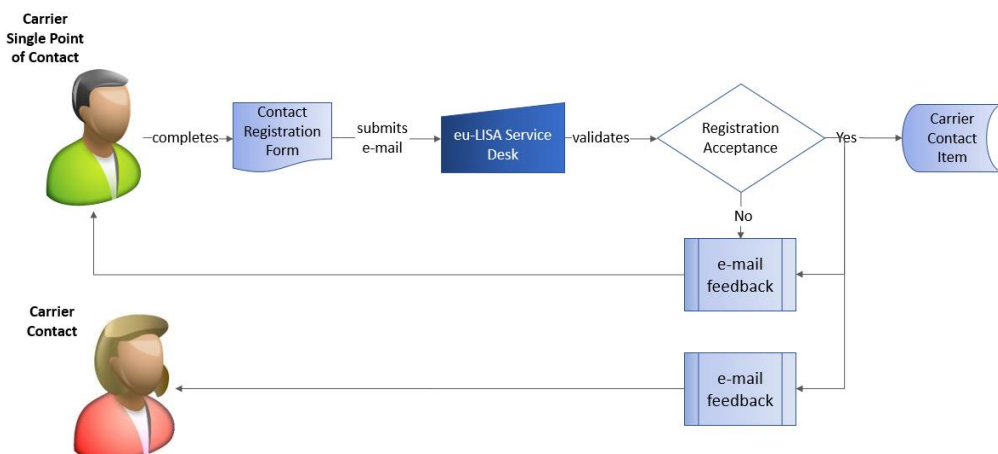 Carrier
Single Point
of Contact
completes
Contact
Registration
Form
submits
e-mail
eu-LISA Service
Desk
validates
Registration
Acceptance
Yes
Carrier
Contact
Item
No
e-mail
feedback
Carrier
Contact
e-mail
feedback